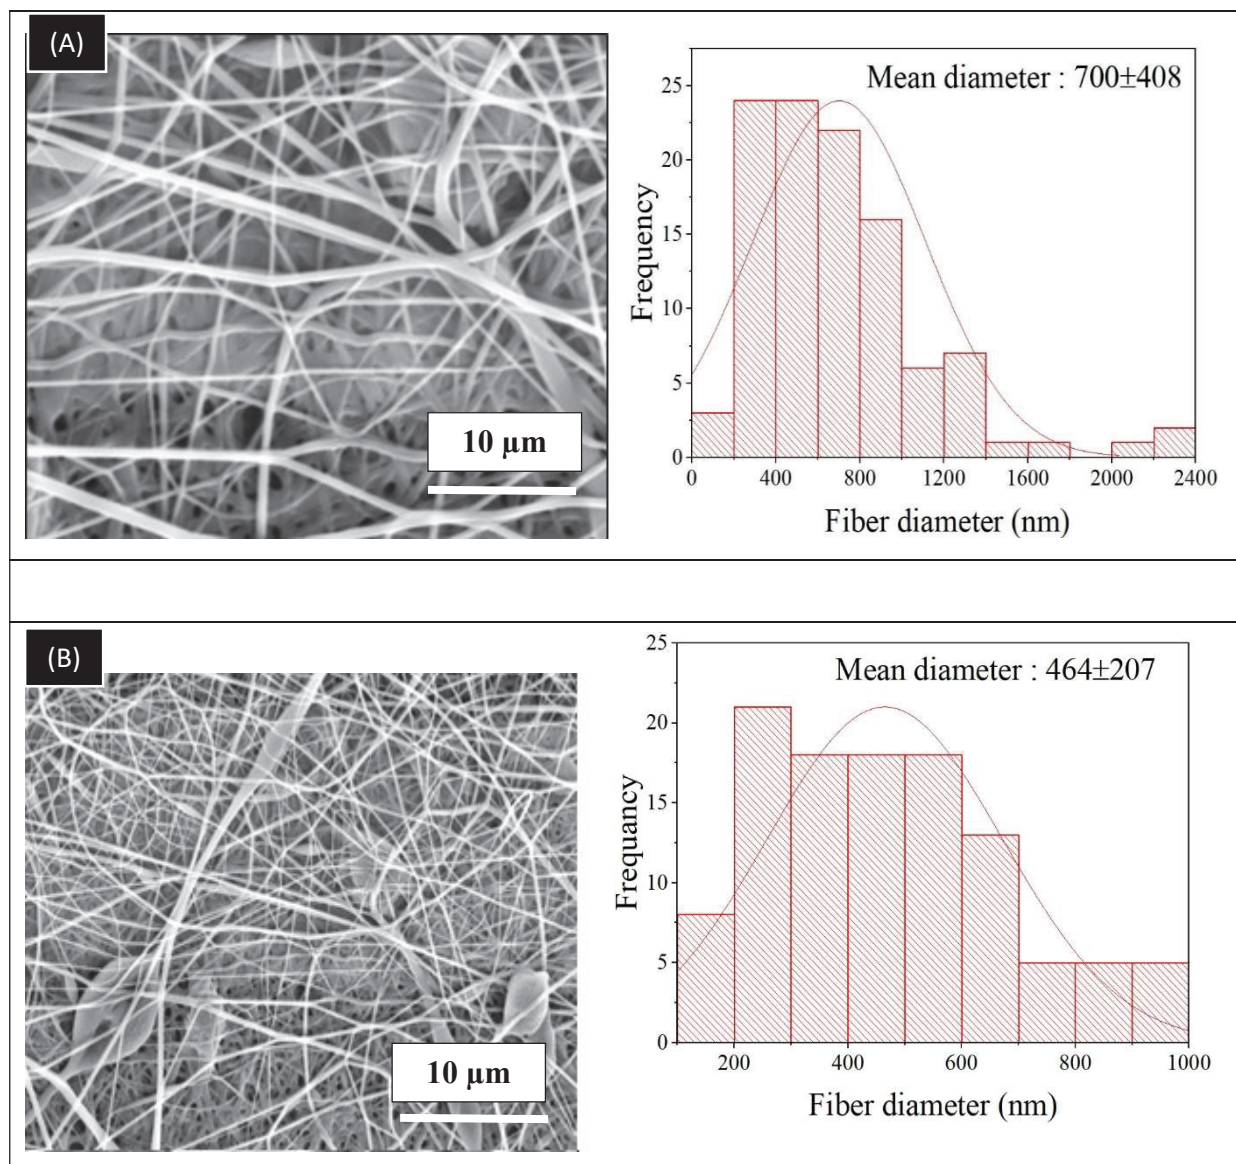 (A)
10 µm
Mean diameter : 700±408
Frequency
25
20
15
10
5
0
0 400 800 1200 1600 2000 2400
Fiber diameter (nm)
(B)
10 µm
Mean diameter : 464±207
Frequancy
25
20
15
10
5
0
200 400 600 800 1000
Fiber diameter (nm)